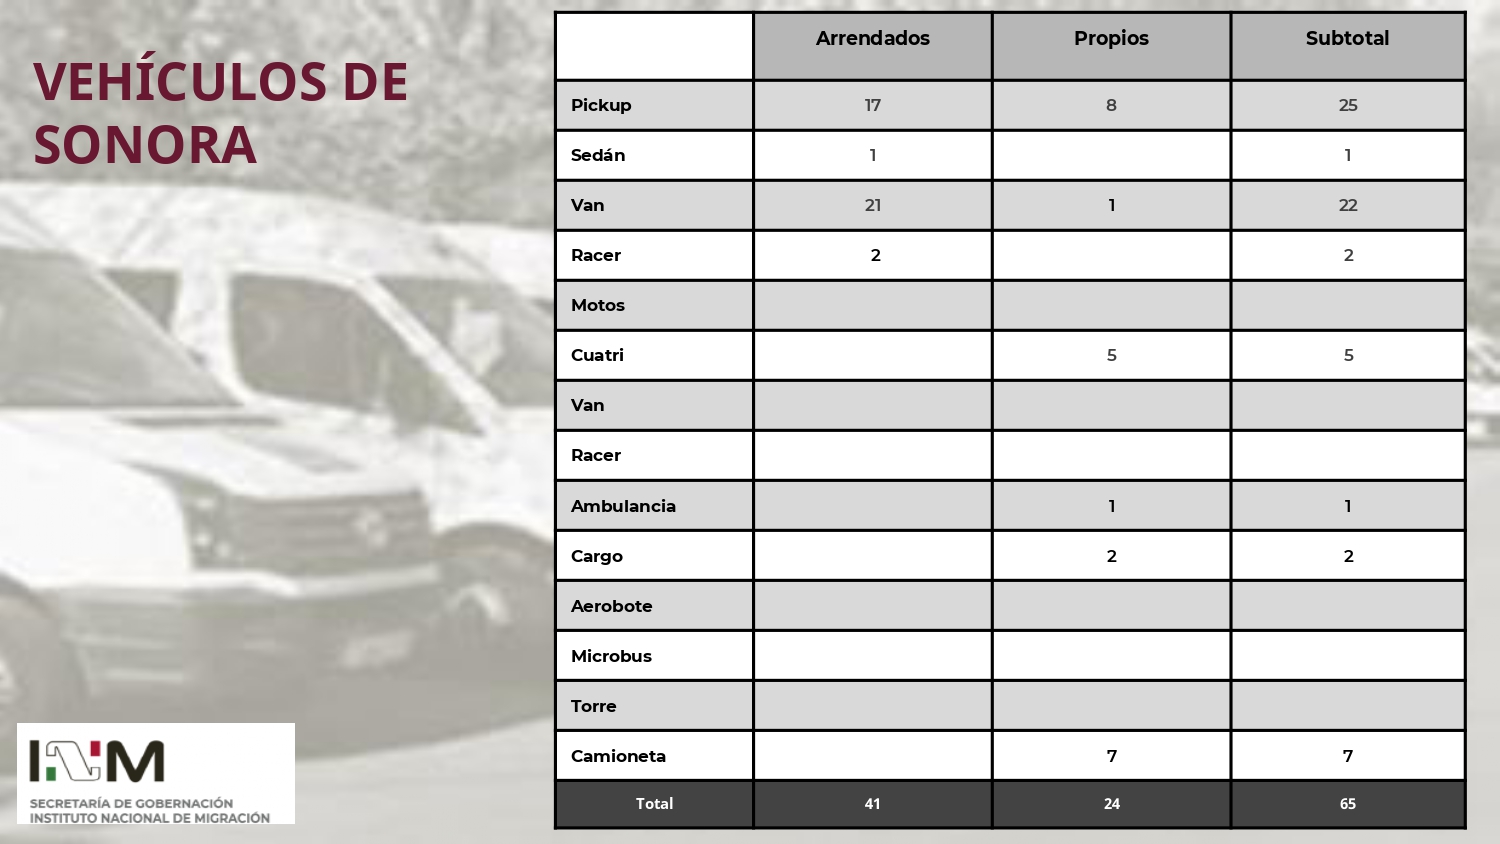 VEHÍCULOS DE
SONORA
Arrendados Propios Subtotal
Pickup 17 8 25
Sedán 1 1
Van 21 1 22
Racer 2 2
Motos
Cuatri 5 5
Van
Racer
Ambulancia 1 1
Cargo 2 2
Aerobote
Microbus
Torre
Camioneta 7 7
Total 41 24 65
INM
SECRETARÍA DE GOBERNACIÓN
INSTITUTO NACIONAL DE MIGRACIÓN